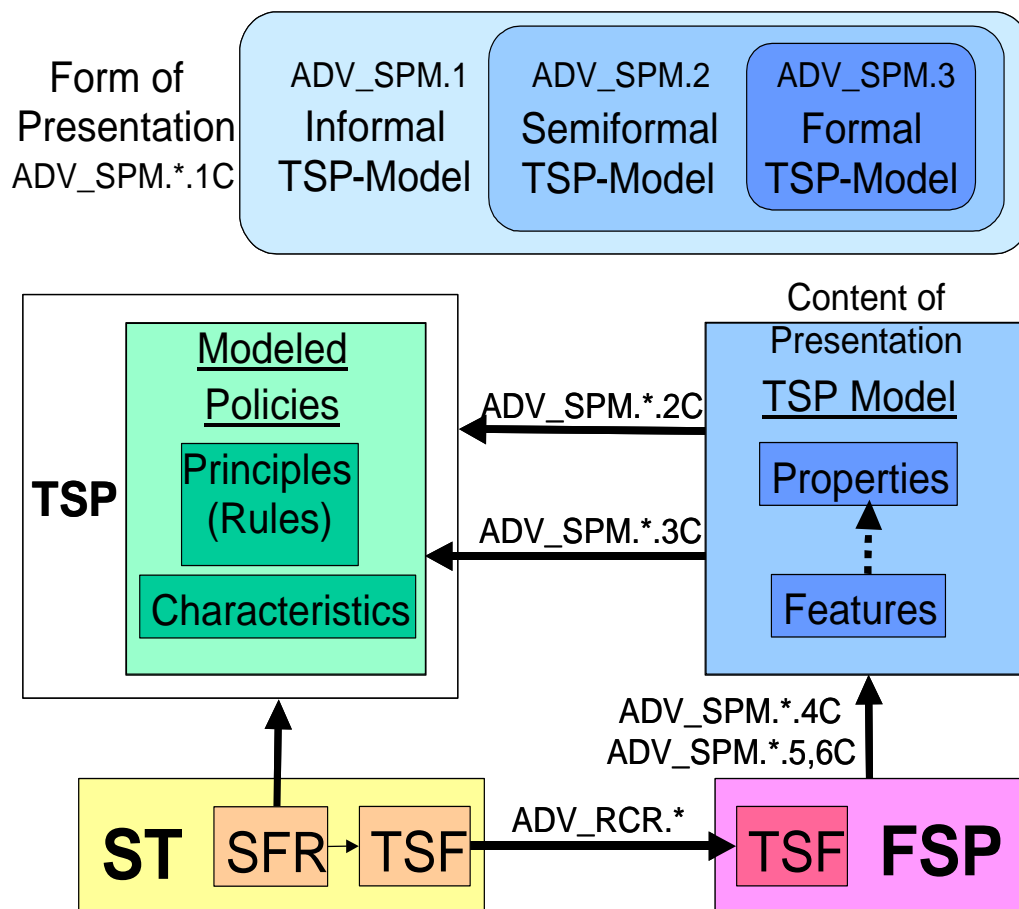 Form of
Presentation
ADV_SPM.*.1C
ADV_SPM.1
Informal
TSP-Model
ADV_SPM.2
Semiformal
TSP-Model
ADV_SPM.3
Formal
TSP-Model
TSP
Modeled
Policies
Principles
(Rules)
Characteristics
ADV_SPM.*.2C
ADV_SPM.*.3C
Content of
Presentation
TSP Model
Properties
Features
ADV_SPM.*.4C
ADV_SPM.*.5,6C
ST
SFR
TSF
ADV_RCR.*
TSF
FSP